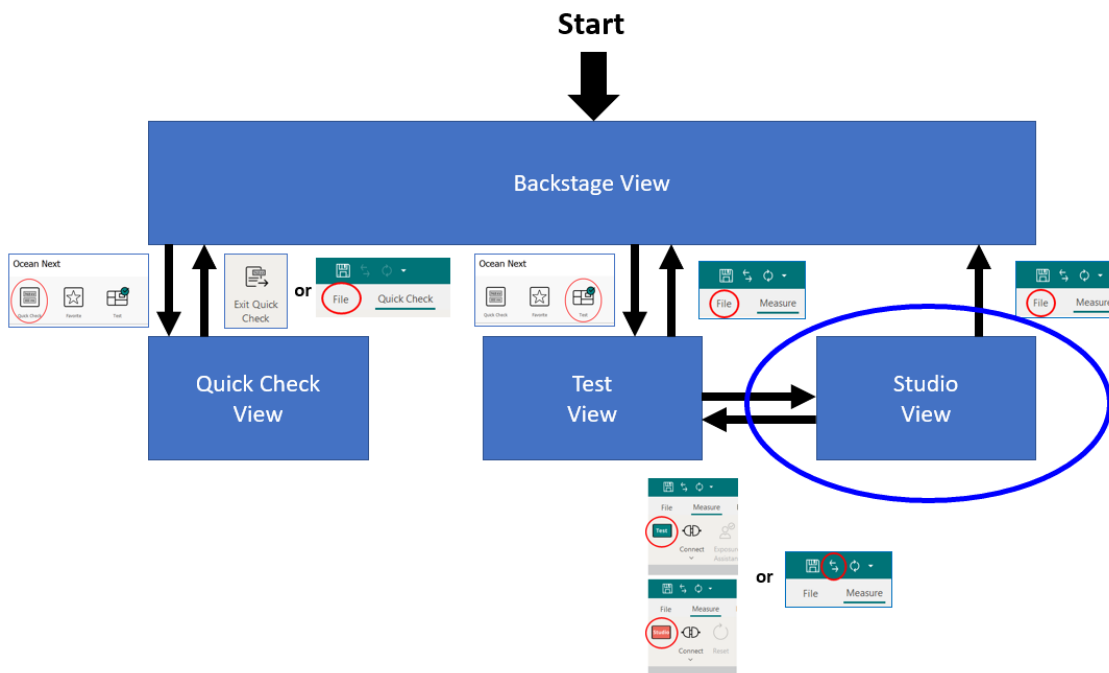 Start
Backstage View
Ocean Next
Quick Check
Favorite
Test
Exit Quick
Check
or
File
Quick Check
Ocean Next
Quick Check
Favorite
Test
File
Measure
File
Measure
Quick Check
View
Test
View
Studio
View
File
Measure
Test
Connect
Exposure
Assistan
or
File
Measure
File
Measure
Studio
Connect
Reset